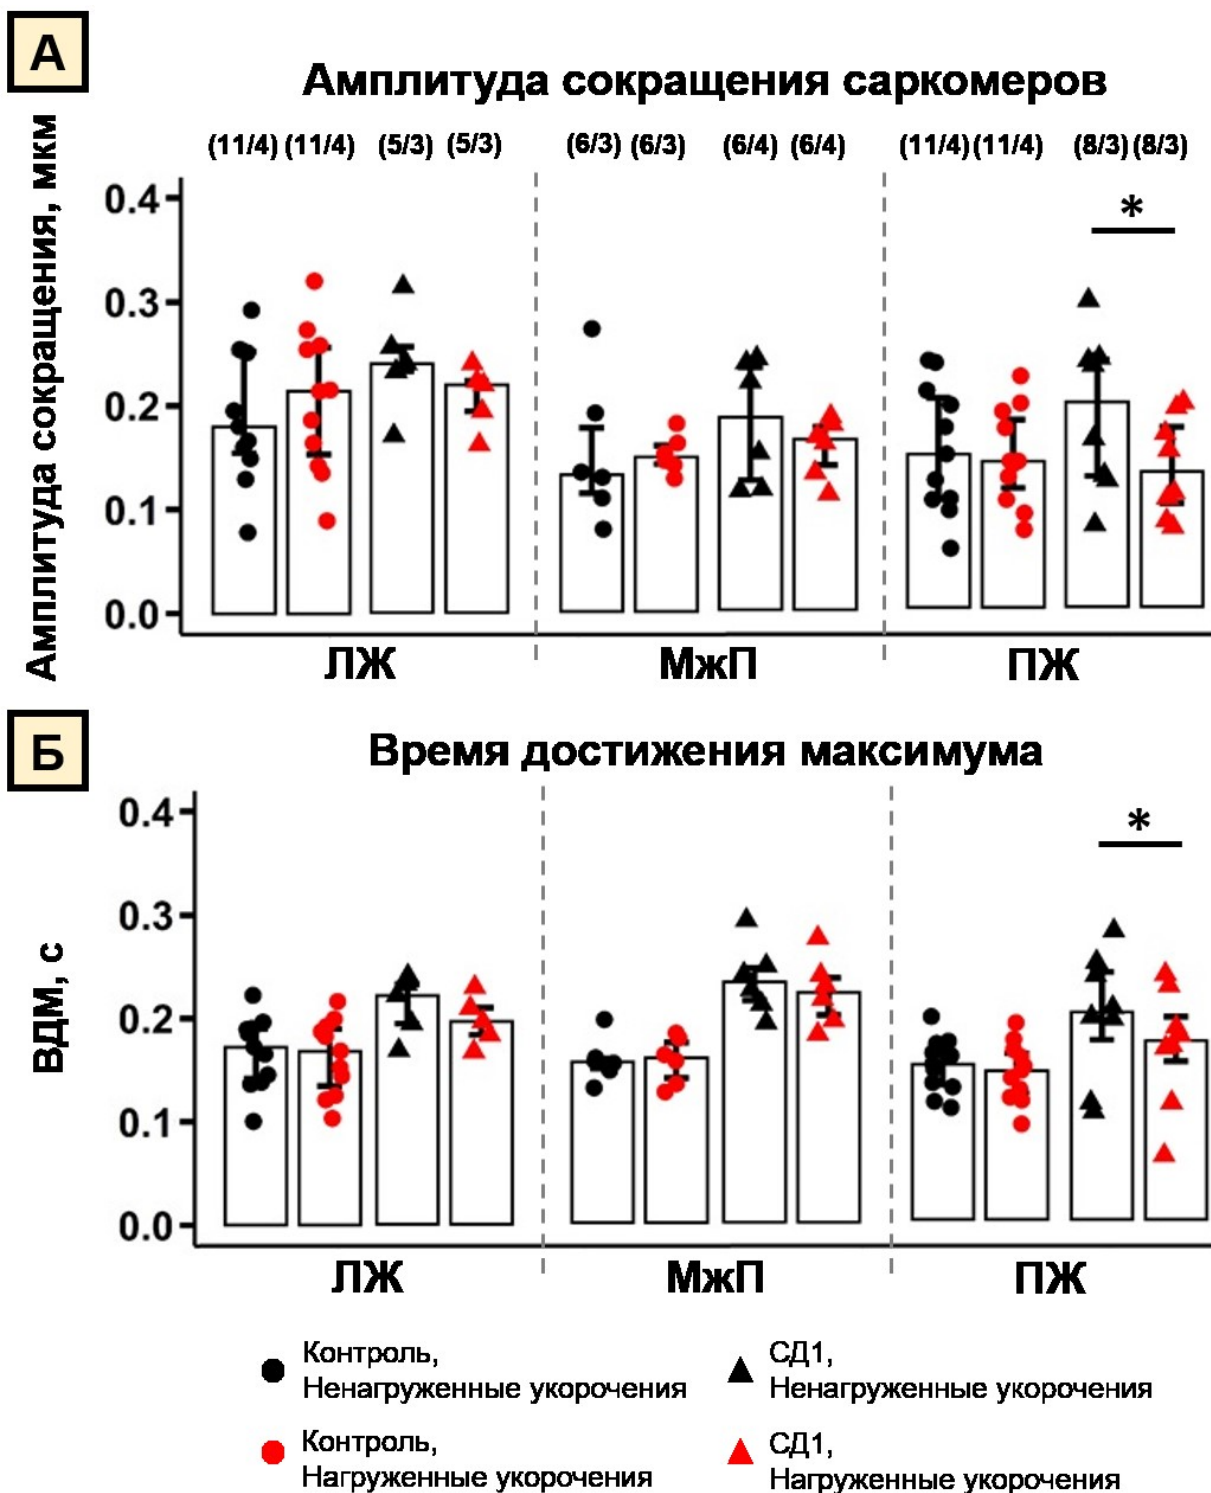 А
Амплитуда сокращения саркомеров
(11/4) (11/4) (5/3) (5/3) (6/3) (6/3) (6/4) (6/4) (11/4) (11/4) (8/3) (8/3)
Амплитуда сокращения, мкм
0.4
*
0.3
0.2
0.1
0.0
ЛЖ МжП ПЖ
Б
Время достижения максимума
ВДМ, с
0.4
*
0.3
0.2
0.1
0.0
ЛЖ МжП ПЖ
Контроль,
Ненагруженные укорочения
СД1,
Ненагруженные укорочения
Контроль,
Нагруженные укорочения
СД1,
Нагруженные укорочения